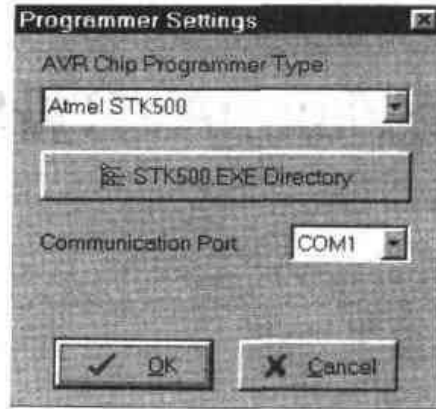 Programmer Settings
AVR Chip Programmer Type:
Atmel STK500
STK500.EXE Directory
Communication Port
COM1
OK
Cancel